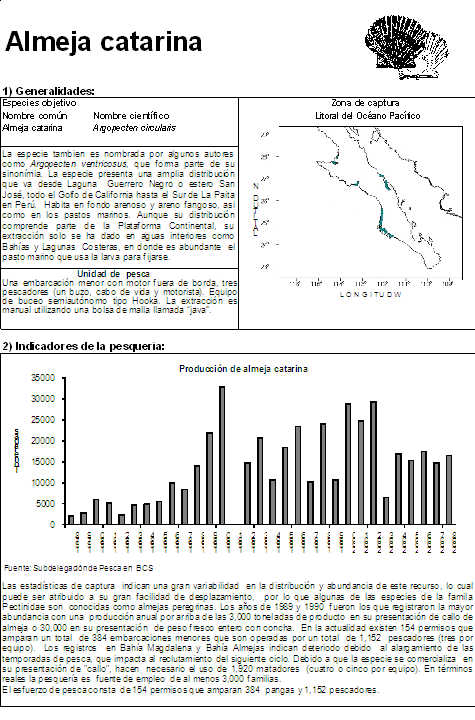 Almeja catarina
1) Generalidades:
Especies objetivo
Nombre común Nombre científico
Almeja catarina Argopecten circularis
Zona de captura
Litoral del Océano Pacífico
La especie tambien es nombrada por algunos autores
como Argopecten ventricosus, que forma parte de su
sinonímia. La especie presenta una amplia distribución
que va desde Laguna Guerrero Negro o estero San
José, todo el Golfo de California hasta el Sur de La Paita
en Perú. Habita en fondo arenoso y areno fangoso, así
como en los pastos marinos. Aunque su distribución
comprende parte de la Plataforma Continental, su
extracción solo se ha dado en aguas interiores como
Bahías y Lagunas Costeras, en donde es abundante el
pasto marino que usa la larva para fijarse.
Unidad de pesca
Una embarcación menor con motor fuera de borda, tres
pescadores (un buzo, cabo de vida y motorista). Equipo
de buceo semiautónomo tipo Hooka. La extracción es
manual utilizando una bolsa de malla llamada "java".
LONGITUD W
2) Indicadores de la pesquería:
Producción de almeja catarina
35000
30000
25000
20000
15000
10000
5000
0
Fuente: Subdelegadón de Pesca en BCS
Las estadísticas de captura indican una gran variabilidad en la distribución y abundancia de este recurso, lo cual
puede ser atribuido a su gran facilidad de desplazamiento, por lo que algunas de las especies de la famila
Pectinidae son conocidas como almejas peregrinas. Los años de 1989 y 1990 fueron los que registraron la mayor
abundancia con una producción anual por arriba de las 3,000 toneladas de producto en su presentación de callo de
almeja o 30,000 en su presentación de peso fresco entero con concha. En la actualidad existen 154 permisos que
amparan un total de 384 embarcaciones menores que son operadas por un total de 1,152 pescadores (tres por
equipo). Los registros en Bahía Magdalena y Bahía Almejas indican deterioro debido al alargamiento de las
temporadas de pesca, que impacta al reclutamiento del siguiente ciclo. Debido a que la especie se comercializa en
su presentación de "callo", hacen necesario el uso de 1,920 matadores (cuatro o cinco por equipo). En términos
reales la pesquería es fuente de empleo de al menos 3,000 familias.
El esfuerzo de pesca consta de 154 permisos que amparan 384 pangas y 1,152 pescadores.